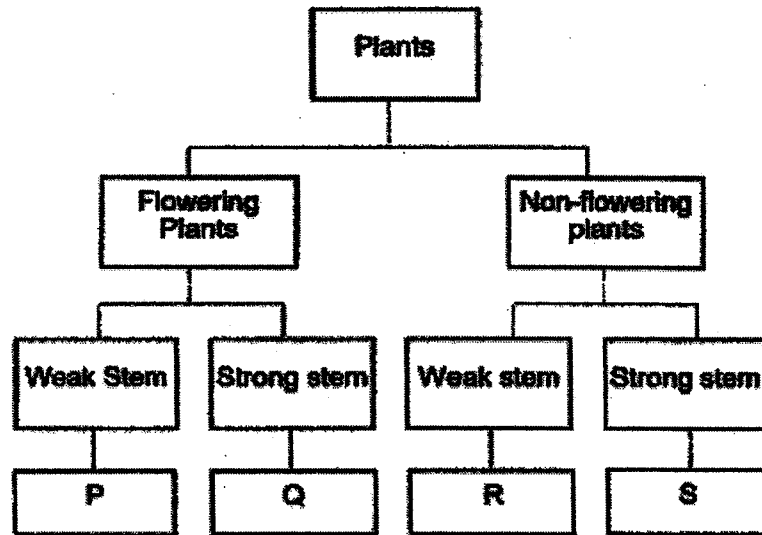 Plants
Flowering
Plants
Non-flowering
plants
Weak Stem
Strong stem
Weak stem
Strong stem
P
Q
R
S